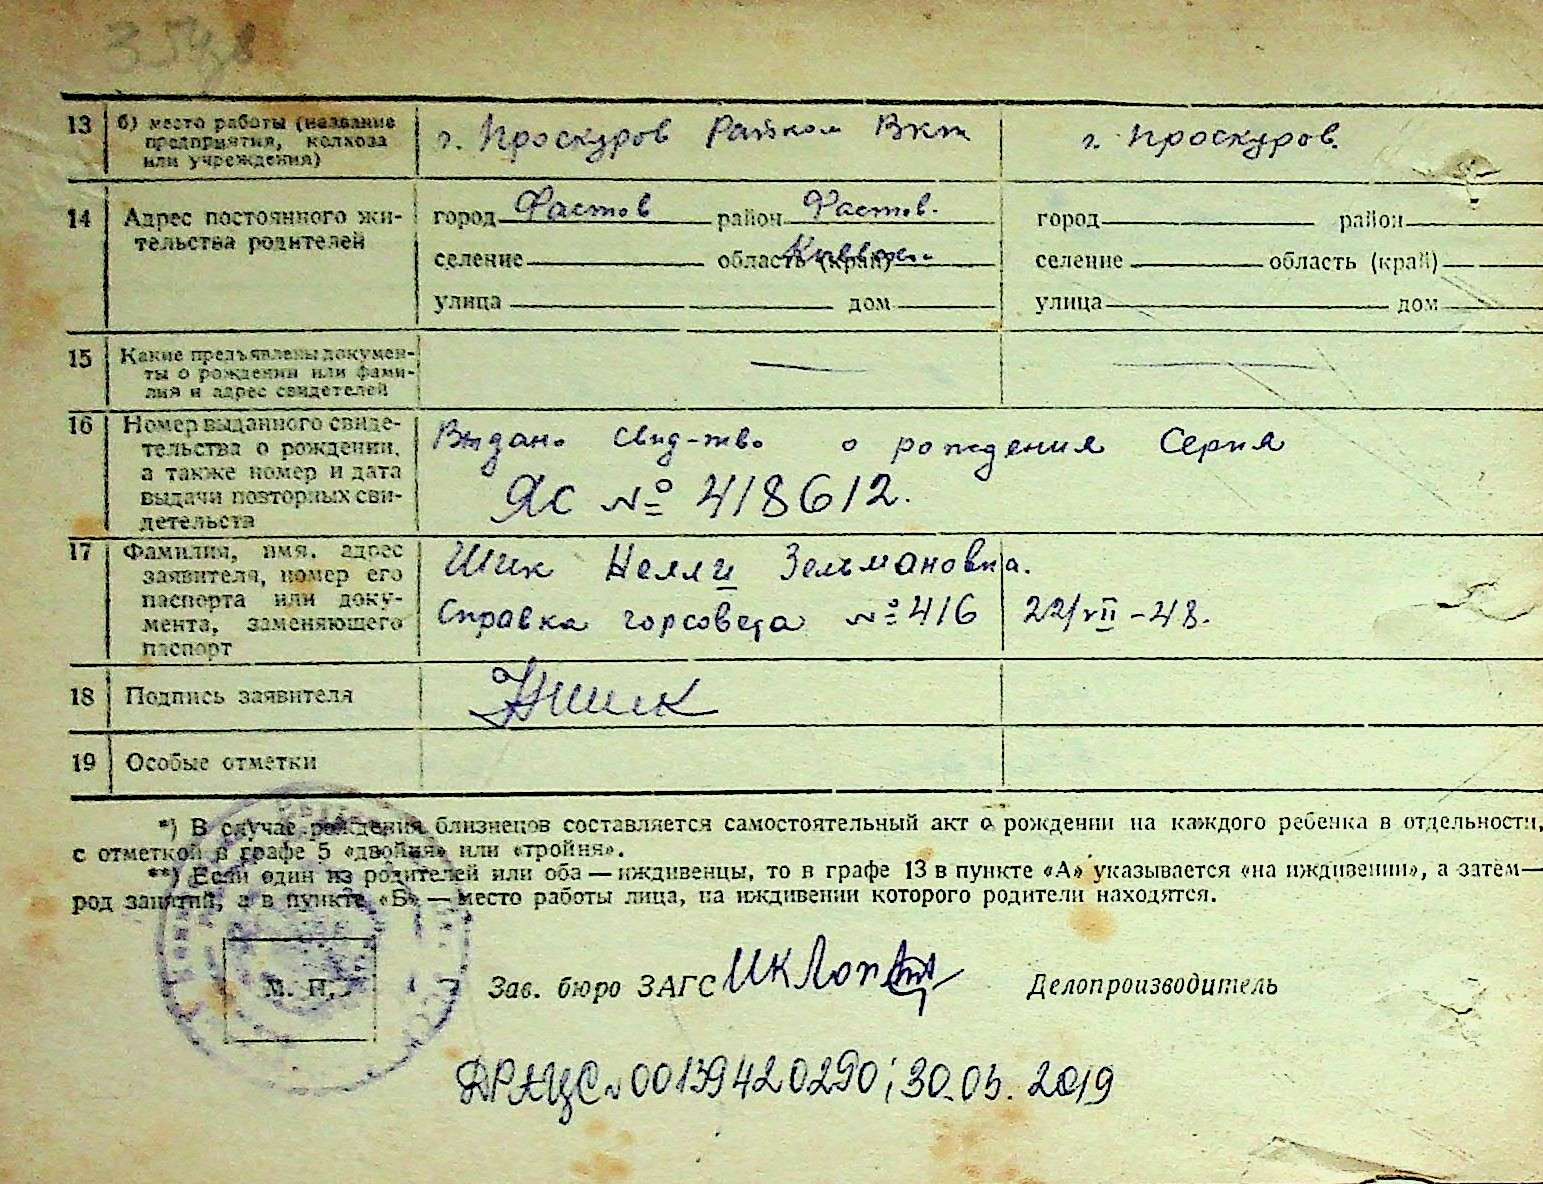 13 б) место работы (название предприятия, колхоза или учреждения) г. Проскуров Райком Вкп г. Проскуров.
14 Адрес постоянного жительства родителей
город Фастов район Фастов. город район
селение область (край) Киевск. селение область (край)
улица дом улица дом
15 Какие предъявлены документы о рождении или фамилия и адрес свидетелей
16 Номер выданного свидетельства о рождении, а также номер и дата выдачи повторных свидетельств
Выдано свид-тво о рождения Серия
ЯС № 418612.
17 Фамилия, имя, адрес заявителя, номер его паспорта или документа, заменяющего паспорт
Шик Нелли Зельмановна.
Справка горсовета № 416 22/VII-48.
18 Подпись заявителя НШик
19 Особые отметки
*) В случае рождения близнецов составляется самостоятельный акт о рождении на каждого ребенка в отдельности,
с отметкой в графе 5 «двойня» или «тройня».
**) Если один из родителей или оба — иждивенцы, то в графе 13 в пункте «А» указывается «на иждивении», а затем —
род занятий, а в пункте «Б» — место работы лица, на иждивении которого родители находятся.
М. П.
Зав. бюро ЗАГС Делопроизводитель
ДРАЦС № 00139420290; 30.05.2019